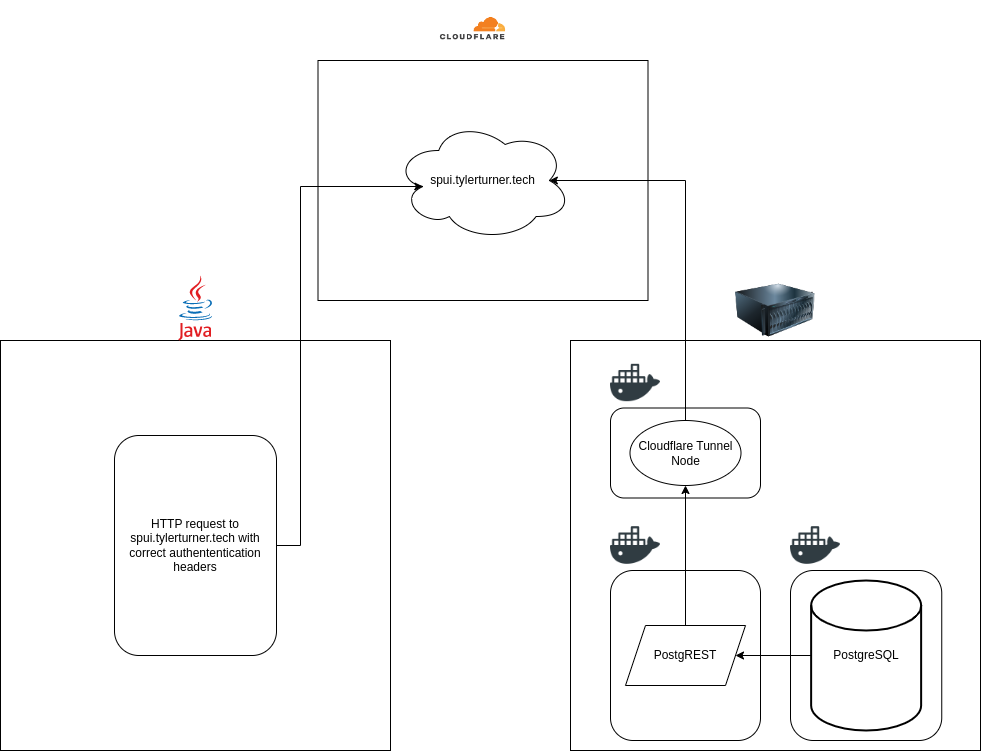 CLOUDFLARE
spui.tylerturner.tech
Java
Cloudflare Tunnel
Node
HTTP request to
spui.tylerturner.tech with
correct authententication
headers
PostgREST
PostgreSQL